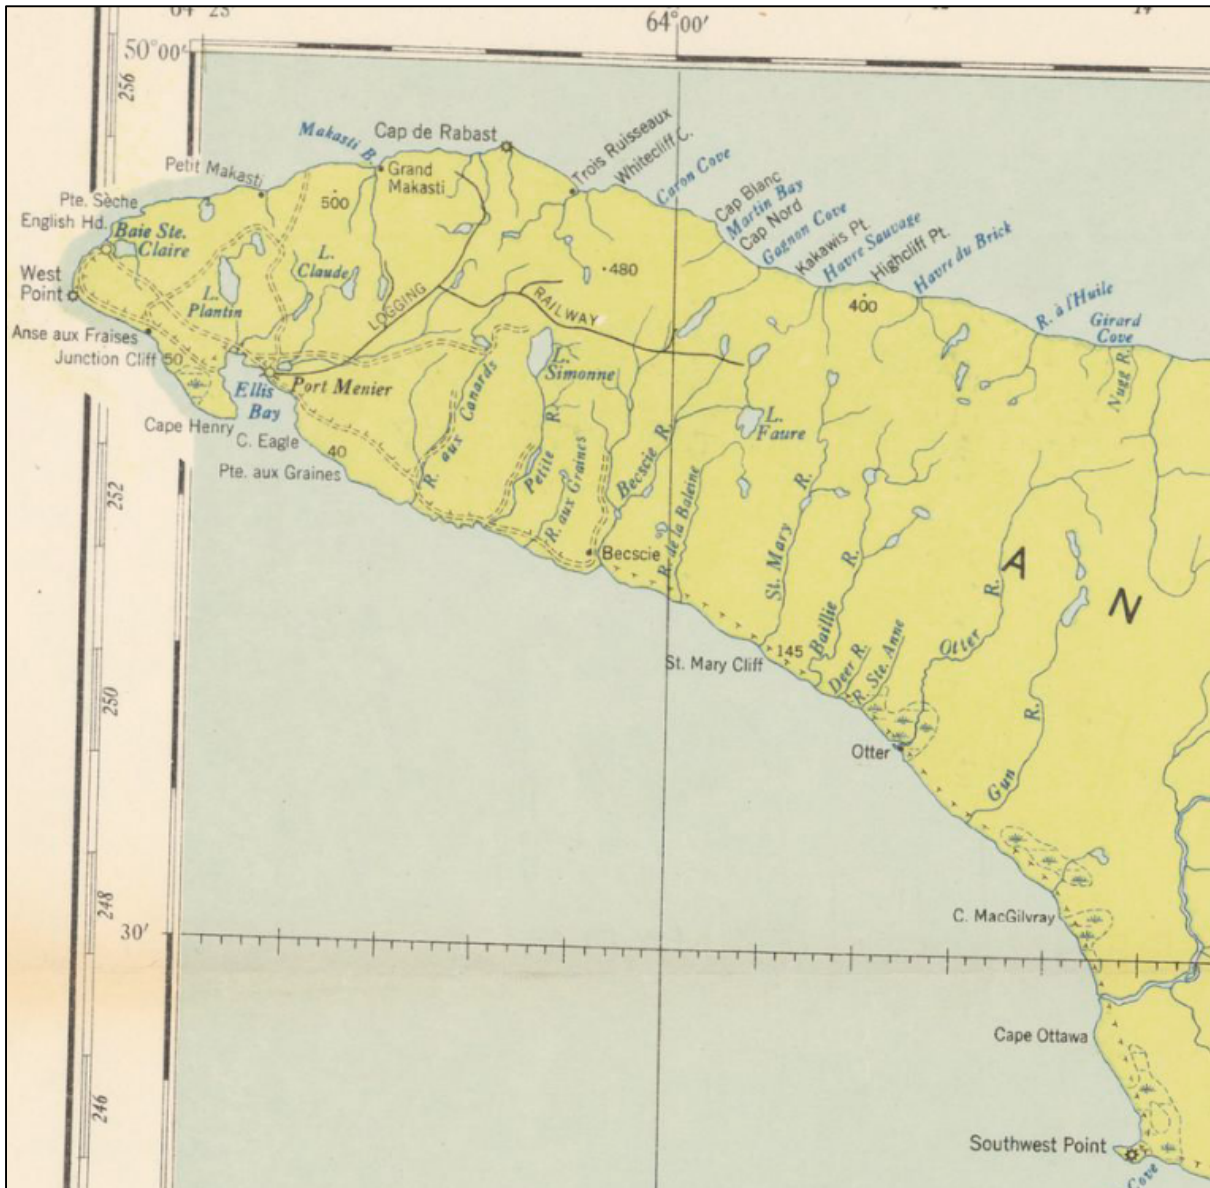 64° 00'
50° 00'
256
Makasti B.
Cap de Rabast
Trois Ruisseaux
Whitecliff C.
Caron Cove
Petit Makasti
Grand
Makasti
500
Cap Blanc
Martin Bay
Cap Nord
Gagnon Cove
Pte. Sèche
English Hd.
Baie Ste.
Claire
Kakawis Pt.
Havre Sauvage
Highcliff Pt.
Havre du Brick
L.
Claude
480
West
Point
L.
Plantin
LOGGING
RAILWAY
400
R. à l'Huile
Girard
Cove
Anse aux Fraises
Junction Cliff
50
Nugg R.
Ellis
Bay
Port Menier
L.
Simonne
Cape Henry
C. Eagle
40
Pte. aux Graines
R. aux Canards
Petite R.
R. aux Graines
Becscie R.
L.
Faure
252
Becscie
R. de la Baleine
St. Mary R.
Baillie R.
A
N
St. Mary Cliff
145
Deer R.
R. Ste. Anne
Otter R.
250
Otter
Gun R.
248
30'
C. MacGilvray
Cape Ottawa
246
Southwest Point
Cove